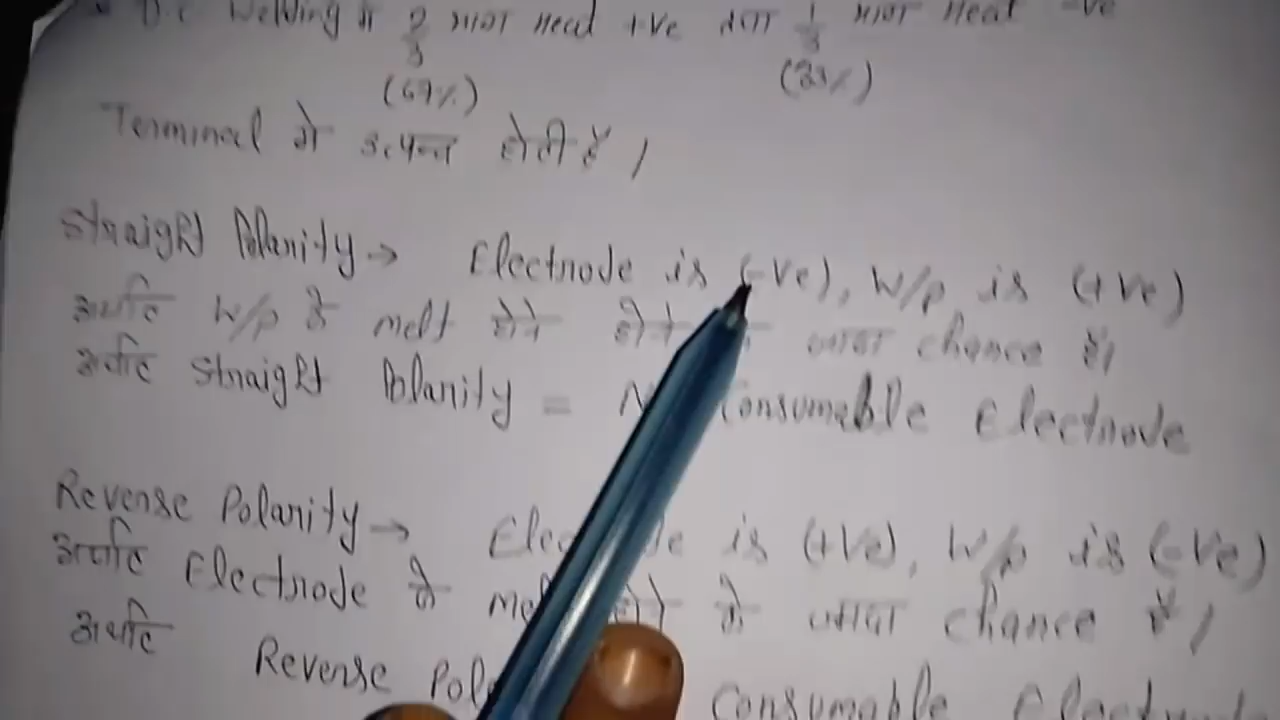 D.C Welding में 2/3 भाग Heat +ve तथा 1/3 भाग Heat -ve
(67%) (33%)
Terminal में उत्पन्न होती है ।
Straight Polarity → Electrode is (-ve), W/p is (+ve)
अर्थात W/p के melt होने होने के ज्यादा chance है।
अर्थात Straight Polarity = Consumable Electrode
Reverse Polarity → is (+ve), W/p is (-ve)
अर्थात Electrode के होने के ज्यादा chance है ।
अर्थात Reverse Consumable Electrode